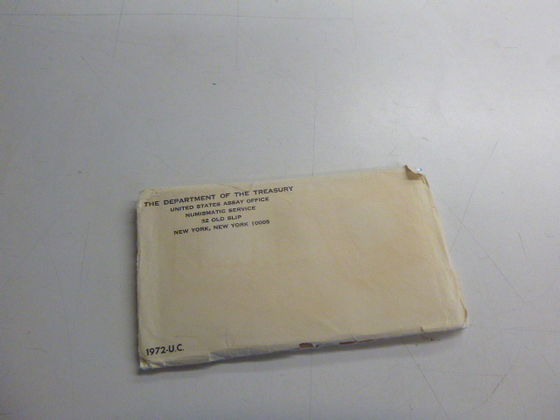 THE DEPARTMENT OF THE TREASURY
UNITED STATES ASSAY OFFICE
NUMISMATIC SERVICE
32 OLD SLIP
NEW YORK, NEW YORK 10005
1972-U.C.